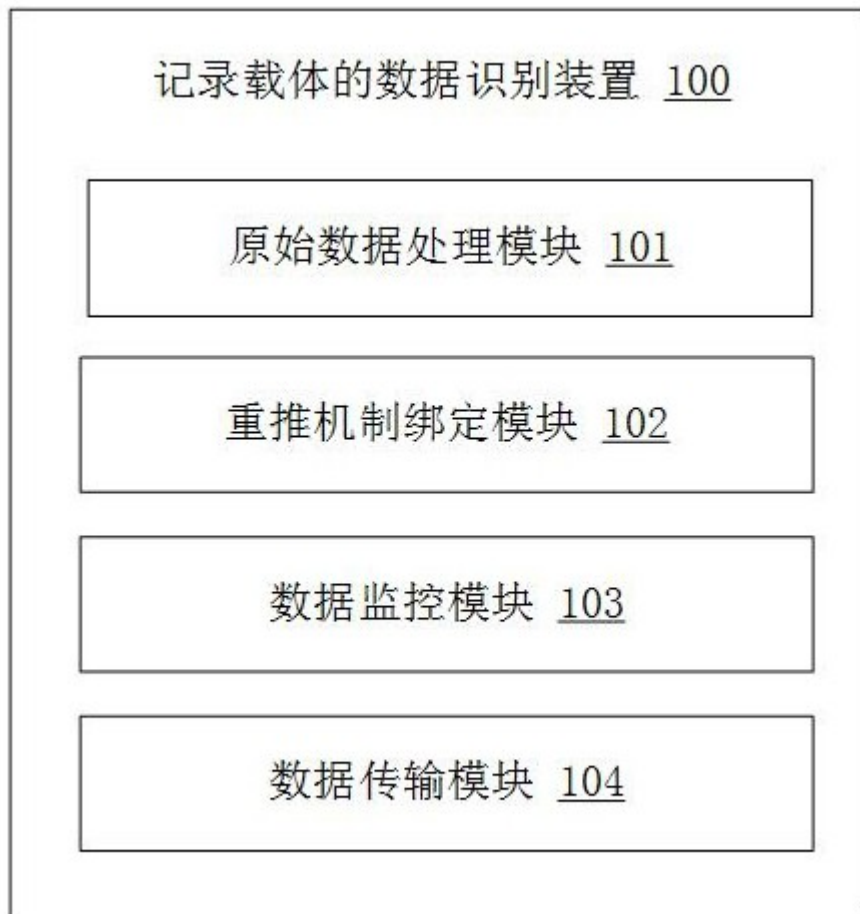 记录载体的数据识别装置 100
原始数据处理模块 101
重推机制绑定模块 102
数据监控模块 103
数据传输模块 104